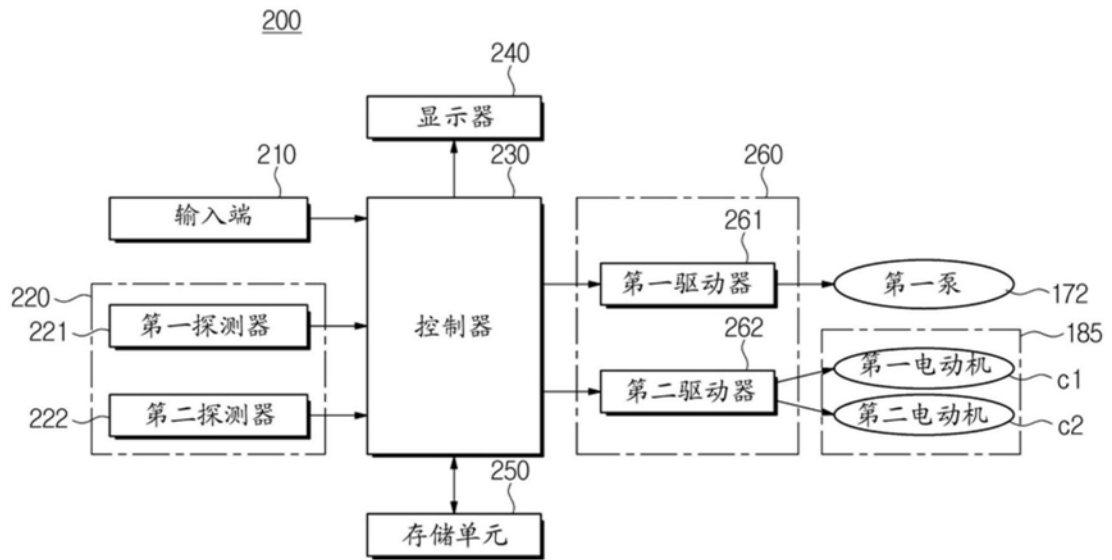 200
240
显示器
210
230
260
输入端
261
第一驱动器
第一泵
172
220
221
第一探测器
控制器
262
185
第二驱动器
第一电动机
c1
222
第二探测器
第二电动机
c2
250
存储单元